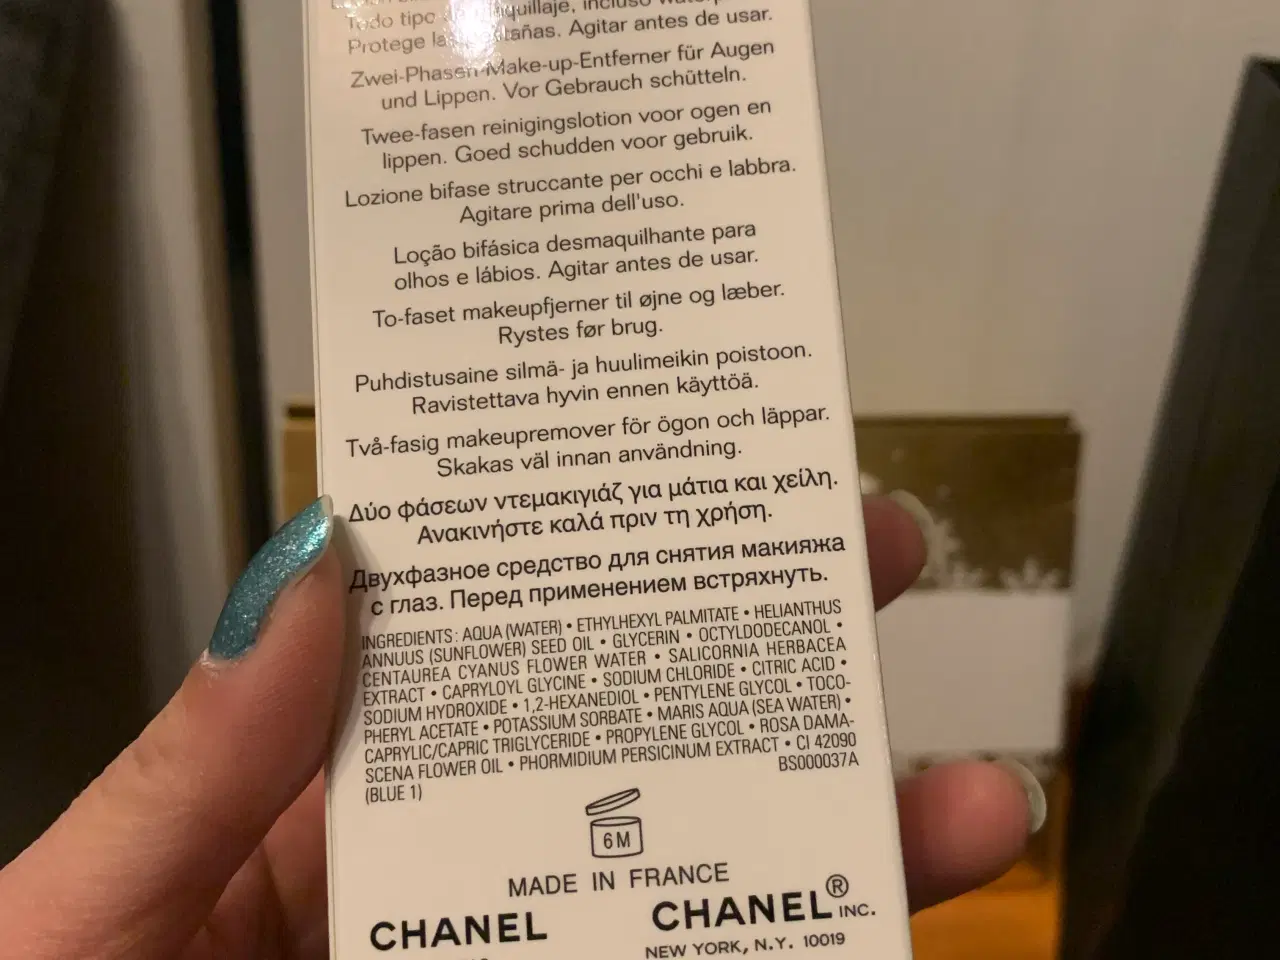 Todo tipo maquillaje, incluso
Protege las pestañas. Agitar antes de usar.
Zwei-Phasen-Make-up-Entferner für Augen
und Lippen. Vor Gebrauch schütteln.
Twee-fasen reinigingslotion voor ogen en
lippen. Goed schudden voor gebruik.
Lozione bifase struccante per occhi e labbra.
Agitare prima dell'uso.
Loção bifásica desmaquilhante para
olhos e lábios. Agitar antes de usar.
To-faset makeupfjerner til øjne og læber.
Rystes før brug.
Puhdistusaine silmä- ja huulimeikin poistoon.
Ravistettava hyvin ennen käyttöä.
Två-fasig makeupremover för ögon och läppar.
Skakas väl innan användning.
Δύο φάσεων ντεμακιγιάζ για μάτια και χείλη.
Ανακινήστε καλά πριν τη χρήση.
Двухфазное средство для снятия макияжа
с глаз. Перед применением встряхнуть.
INGREDIENTS: AQUA (WATER) • ETHYLHEXYL PALMITATE • HELIANTHUS
ANNUUS (SUNFLOWER) SEED OIL • GLYCERIN • OCTYLDODECANOL •
CENTAUREA CYANUS FLOWER WATER • SALICORNIA HERBACEA
EXTRACT • CAPRYLOYL GLYCINE • SODIUM CHLORIDE • CITRIC ACID •
SODIUM HYDROXIDE • 1,2-HEXANEDIOL • PENTYLENE GLYCOL • TOCO-
PHERYL ACETATE • POTASSIUM SORBATE • MARIS AQUA (SEA WATER) •
CAPRYLIC/CAPRIC TRIGLYCERIDE • PROPYLENE GLYCOL • ROSA DAMA-
SCENA FLOWER OIL • PHORMIDIUM PERSICINUM EXTRACT • CI 42090
(BLUE 1) BS000037A
6M
MADE IN FRANCE
CHANEL CHANEL® INC.
NEW YORK, N.Y. 10019